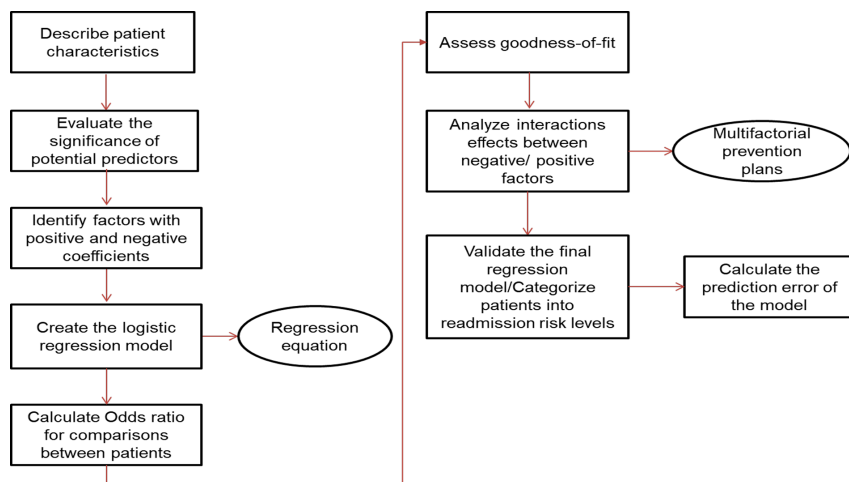 Describe patient
characteristics
Evaluate the
significance of
potential predictors
Identify factors with
positive and negative
coefficients
Create the logistic
regression model
Regression
equation
Calculate Odds ratio
for comparisons
between patients
Assess goodness-of-fit
Analyze interactions
effects between
negative/ positive
factors
Multifactorial
prevention
plans
Validate the final
regression
model/Categorize
patients into
readmission risk levels
Calculate the
prediction error of
the model